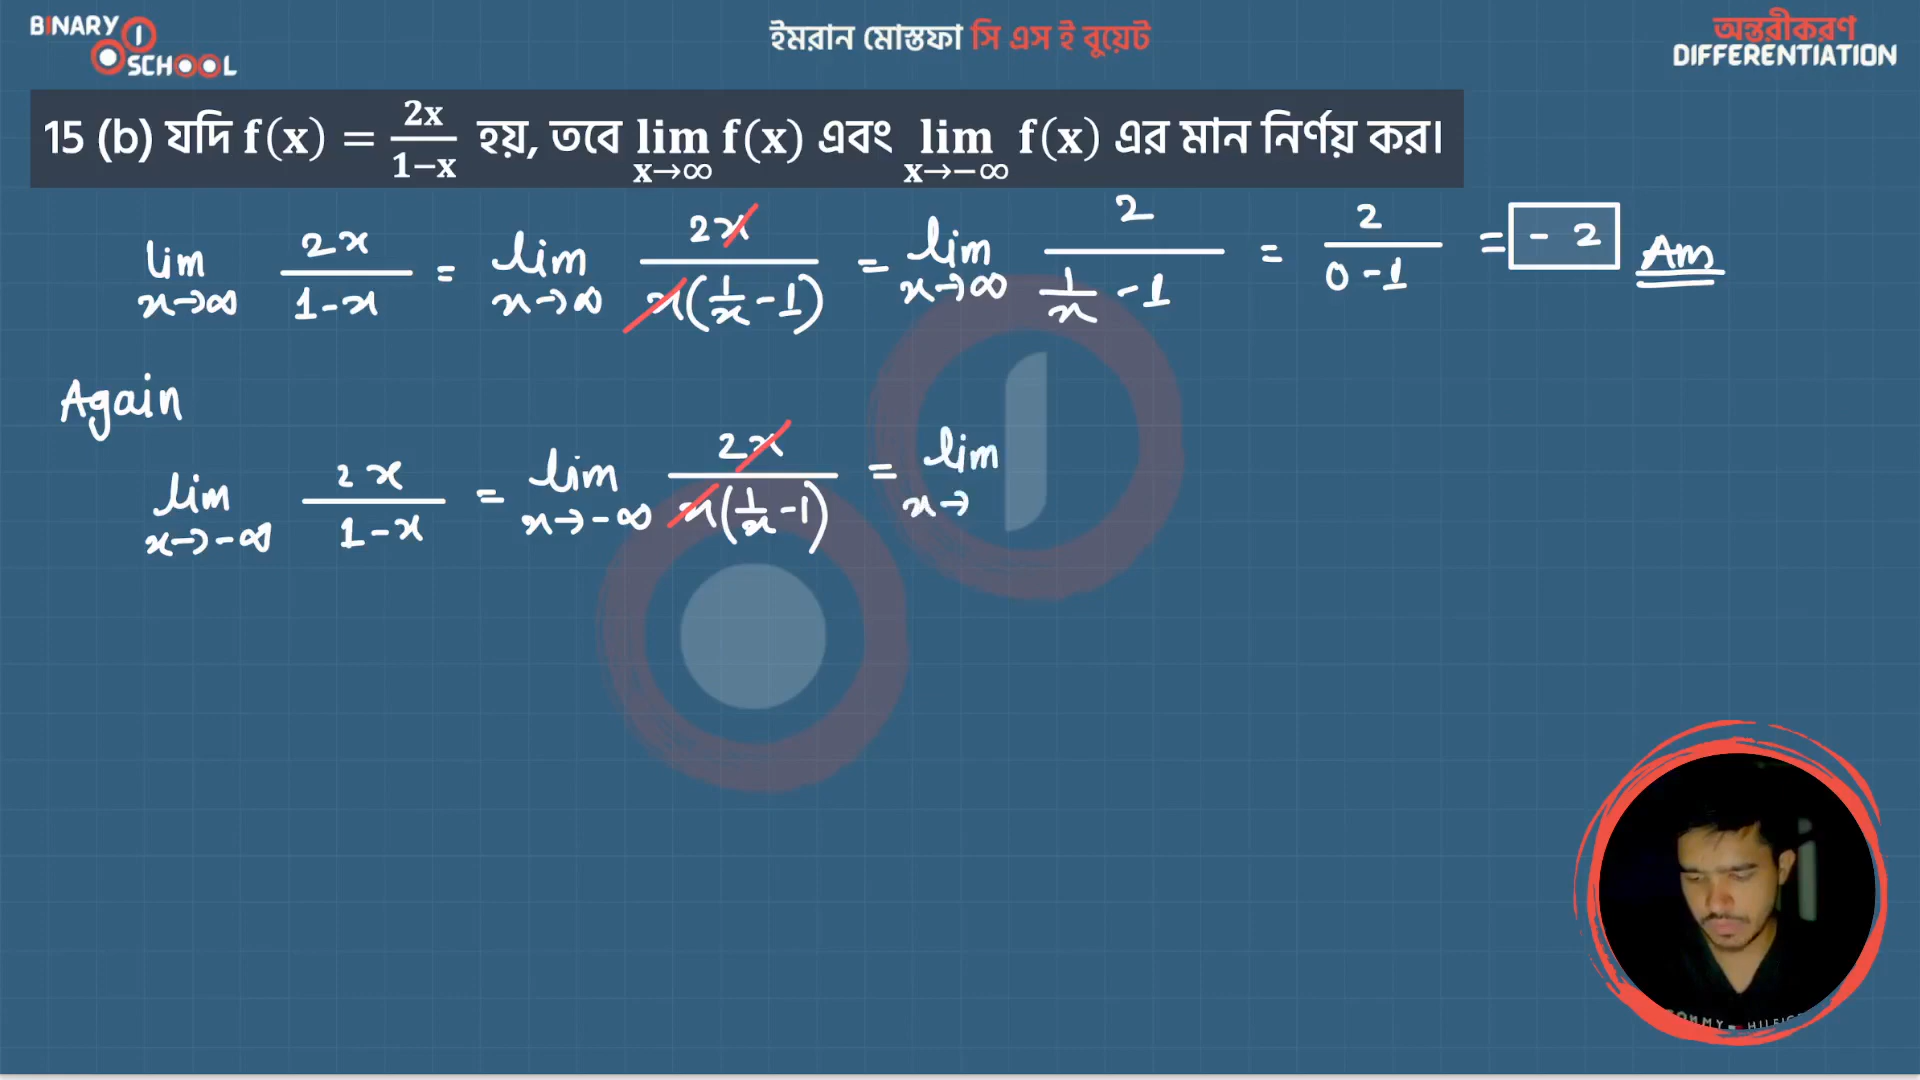 BINARY SCHOOL
ইমরান মোস্তফা সি এস ই বুয়েট
অন্তরীকরণ
DIFFERENTIATION
15 (b) যদি f(x) = 2x/1−x হয়, তবে lim x→∞ f(x) এবং lim x→−∞ f(x) এর মান নির্ণয় কর।
lim x→∞ 2x/1-x = lim x→∞ 2x/x(1/x - 1) = lim x→∞ 2/(1/x - 1) = 2/0-1 = -2 Ans
Again
lim x→-∞ 2x/1-x = lim x→-∞ 2x/x(1/x - 1) = lim x→